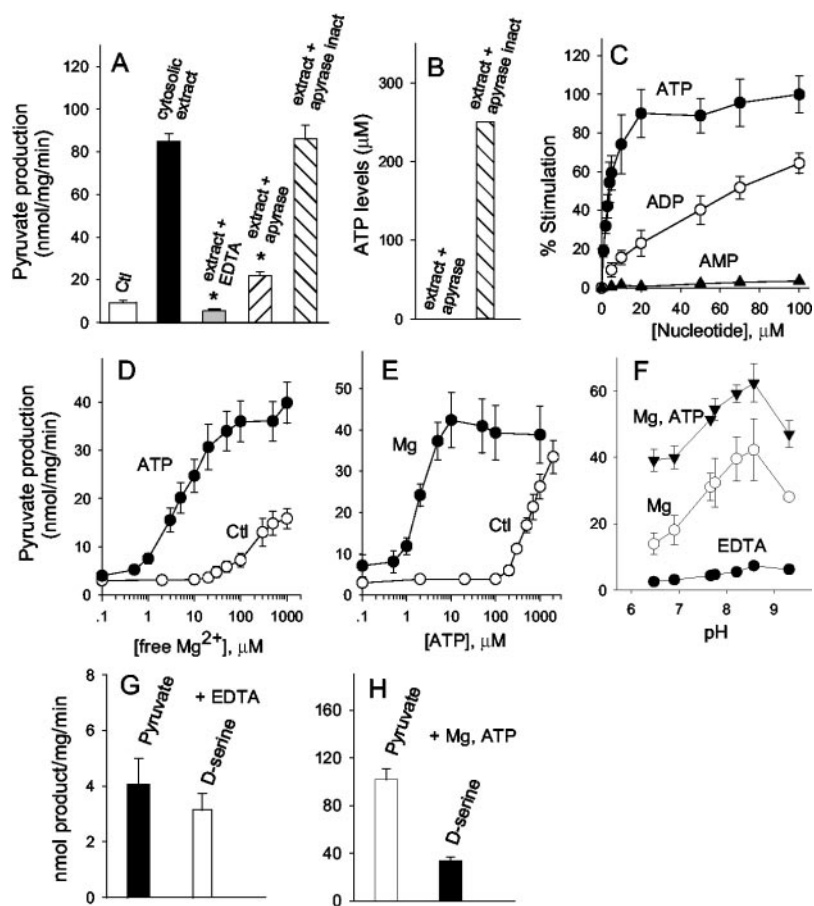 A
Pyruvate production
(nmol/mg/min)
120
100
80
60
40
20
0
Ctl
cytosolic
extract
*
extract +
EDTA
*
extract +
apyrase
extract +
apyrase inact
B
ATP levels (µM)
300
200
100
0
extract +
apyrase
extract +
apyrase inact
C
% Stimulation
120
100
80
60
40
20
0
ATP
ADP
AMP
0 20 40 60 80 100
[Nucleotide], µM
D
Pyruvate production
(nmol/mg/min)
50
40
30
20
10
0
ATP
Ctl
.1 1 10 100 1000
[free Mg2+], µM
E
50
40
30
20
10
0
Mg
Ctl
.1 1 10 100 1000
[ATP], µM
F
60
40
20
0
Mg, ATP
Mg
EDTA
6 7 8 9
pH
G
nmol product/mg/min
8
6
4
2
0
Pyruvate
+ EDTA
D-serine
H
160
120
80
40
0
Pyruvate
+ Mg, ATP
D-serine